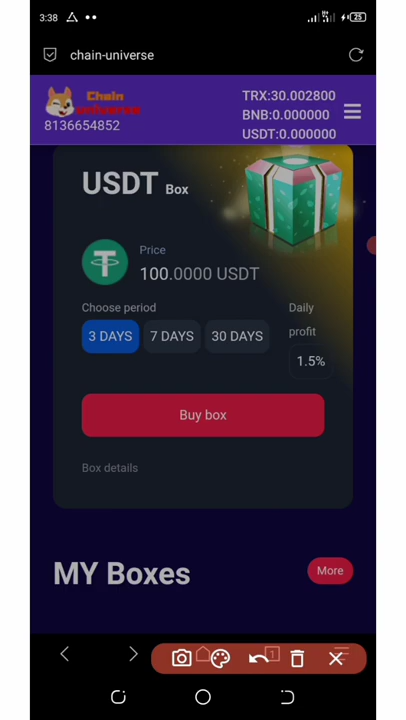 3:38
25
chain-universe
Chain
universe
8136654852
TRX:30.002800
BNB:0.000000
USDT:0.000000
USDT Box
Price
100.0000 USDT
Choose period
Daily profit
3 DAYS
7 DAYS
30 DAYS
1.5%
Buy box
Box details
MY Boxes
More
1